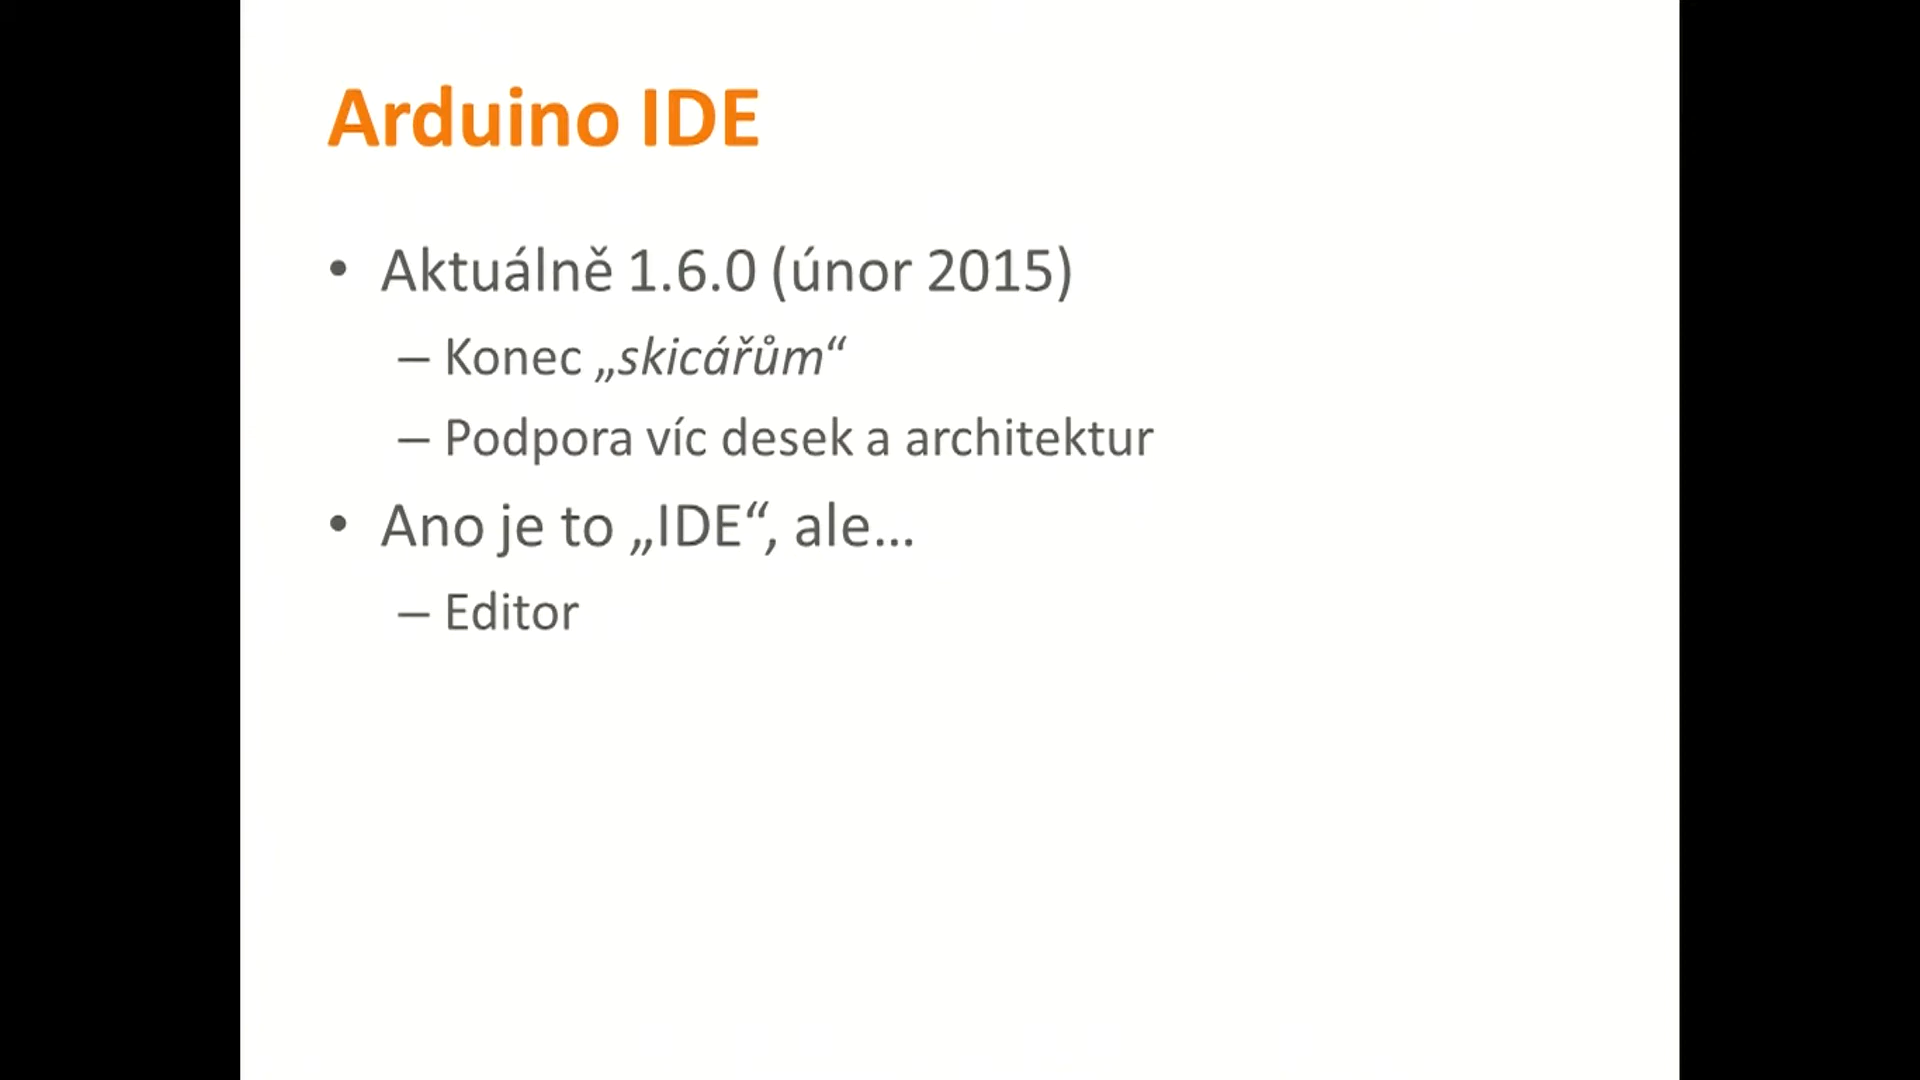 Arduino IDE
• Aktuálně 1.6.0 (únor 2015)
– Konec „skicářům“
– Podpora víc desek a architektur
• Ano je to „IDE“, ale…
– Editor